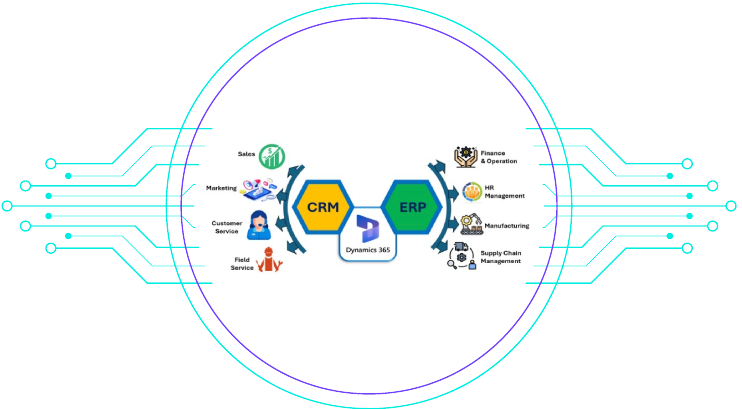 Sales
Marketing
Customer
Service
Field
Service
CRM
ERP
Dynamics 365
Finance
& Operation
HR
Management
Manufacturing
Supply Chain
Management